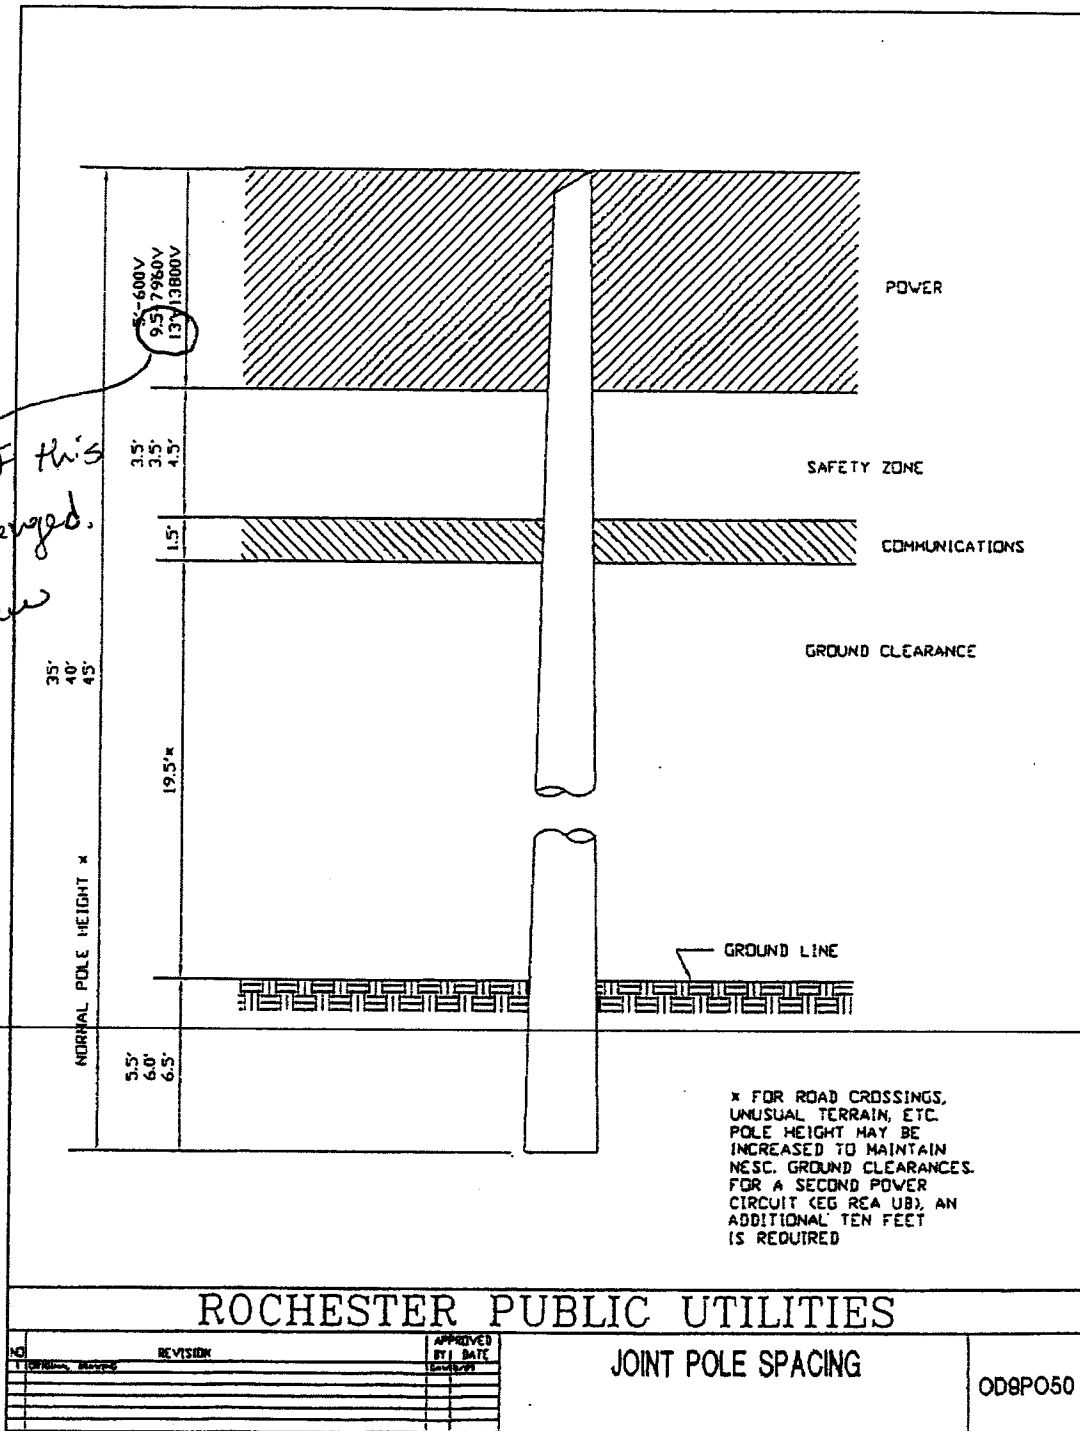 5'-600V
9.5'-7960V
13'-13800V
POWER
this
3.5'
3.5'
4.5'
SAFETY ZONE
1.5'
COMMUNICATIONS
35'
40'
45'
GROUND CLEARANCE
19.5'*
NORMAL POLE HEIGHT *
GROUND LINE
5.5'
6.0'
6.5'
* FOR ROAD CROSSINGS,
UNUSUAL TERRAIN, ETC.
POLE HEIGHT MAY BE
INCREASED TO MAINTAIN
NESC. GROUND CLEARANCES.
FOR A SECOND POWER
CIRCUIT (EG REA UB), AN
ADDITIONAL TEN FEET
IS REQUIRED
ROCHESTER PUBLIC UTILITIES
NO REVISION APPROVED
BY DATE
1 ORIGINAL DRAWING
JOINT POLE SPACING
OD9PO50